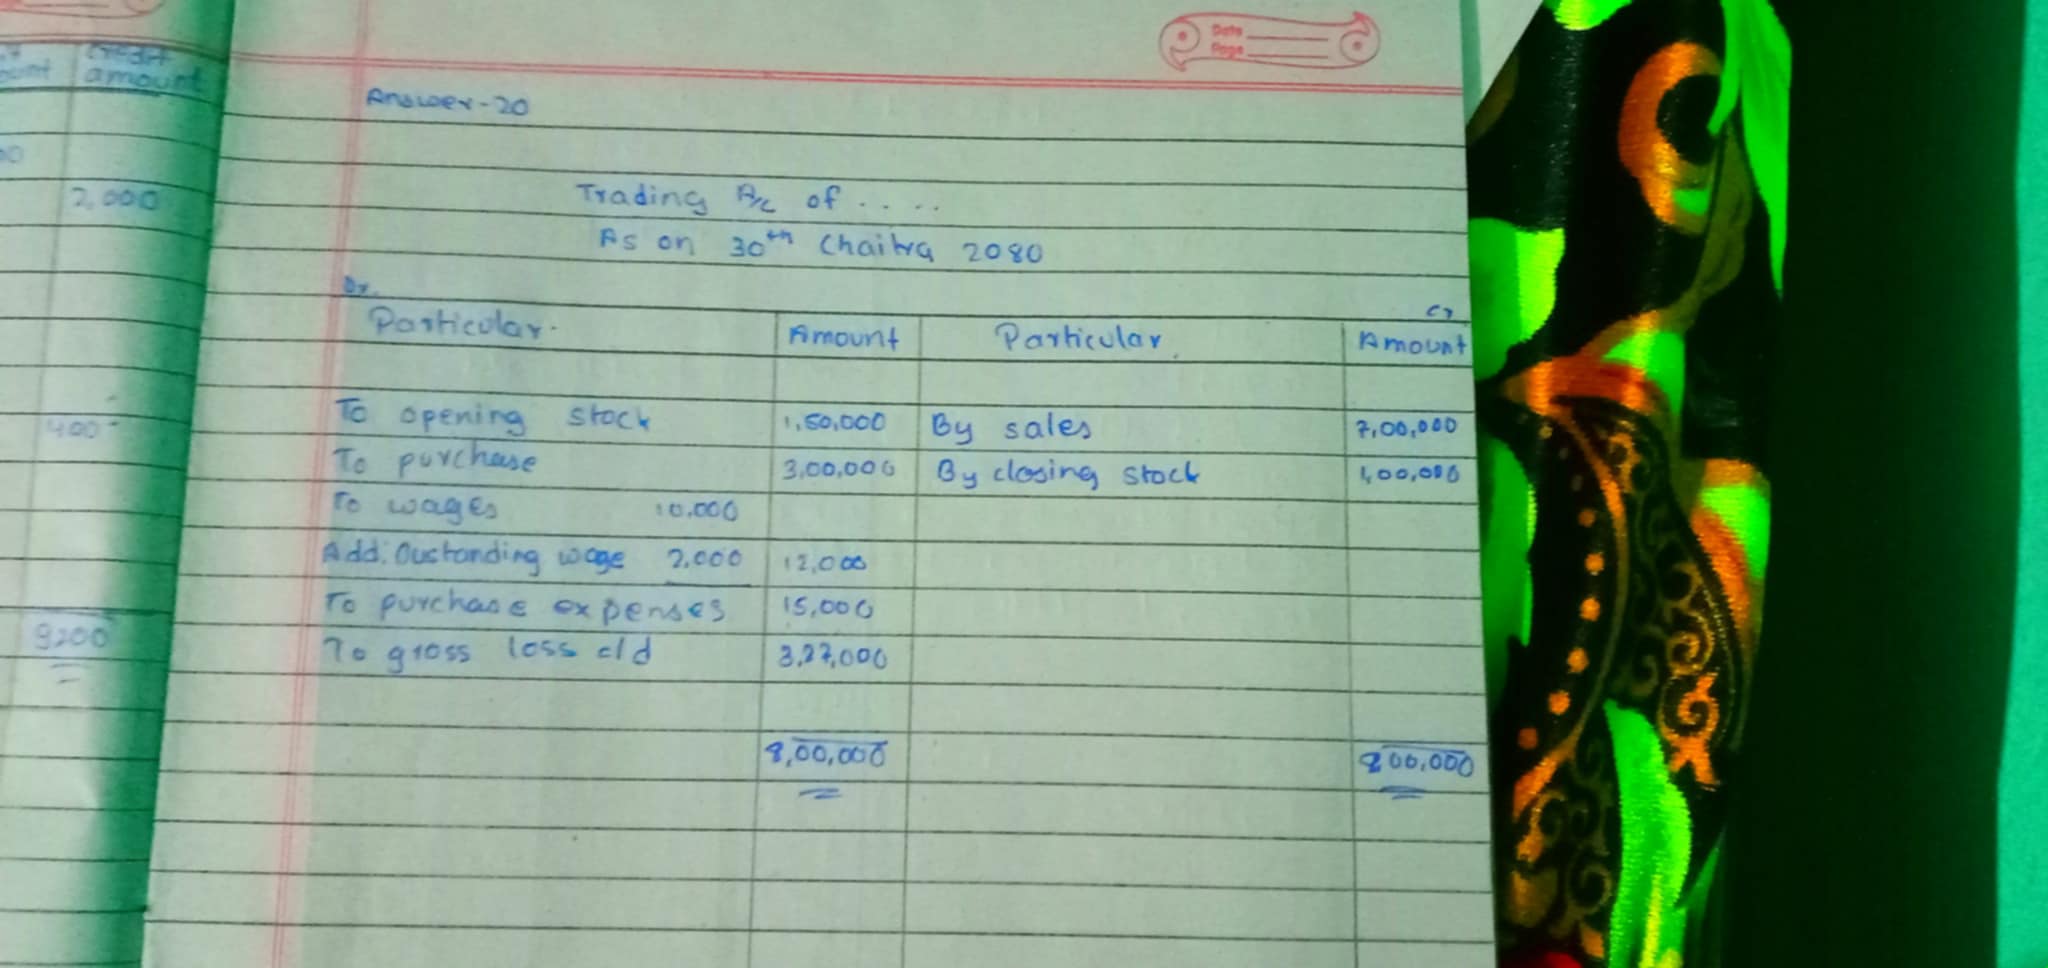 Credit
amount
2,000
400
9200
Date
Page
Answer-20
Trading A/c of .....
As on 30th Chaitra 2080
Dr. Cr
Particular. Amount Particular Amount
To opening stock 1,50,000 By sales 7,00,000
To purchase 3,00,000 By closing stock 1,00,000
To wages 10,000
Add: Oustanding wage 2,000 12,000
To purchase expenses 15,000
To gross loss c/d 3,27,000
8,00,000 800,000